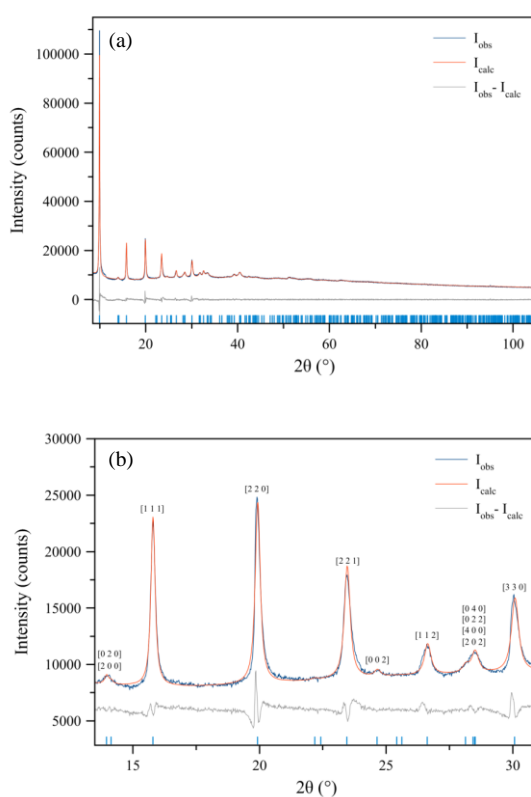 (a)
I_obs
I_calc
I_obs - I_calc
Intensity (counts)
100000
80000
60000
40000
20000
0
20 40 60 80 100
2θ (°)
(b)
I_obs
I_calc
I_obs - I_calc
Intensity (counts)
30000
25000
20000
15000
10000
5000
[0 2 0]
[2 0 0]
[1 1 1]
[2 2 0]
[2 2 1]
[0 0 2]
[1 1 2]
[0 4 0]
[0 2 2]
[4 0 0]
[2 0 2]
[3 3 0]
15 20 25 30
2θ (°)